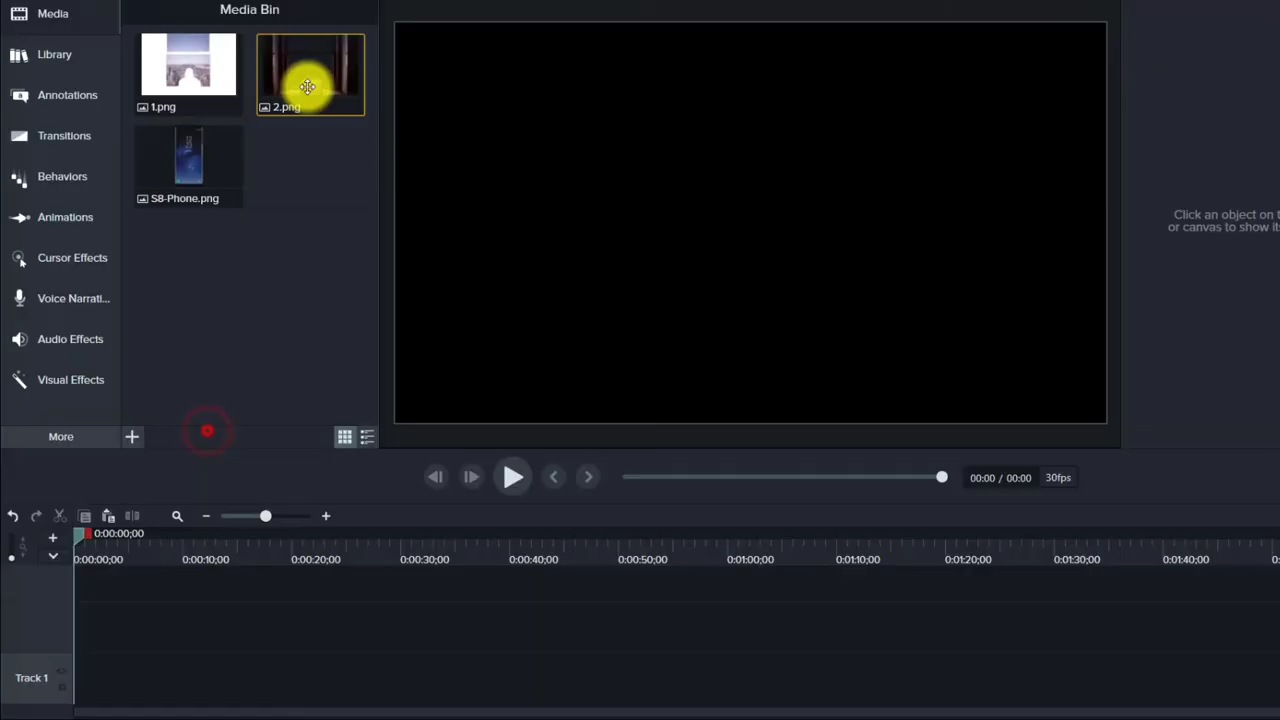 Media
Media Bin
Library
1.png
2.png
Annotations
Transitions
Behaviors
S8-Phone.png
Animations
Click an object on t
or canvas to show its
Cursor Effects
Voice Narrati...
Audio Effects
Visual Effects
More
00:00 / 00:00
30fps
0:00:00;00
0:00:00;00
0:00:10;00
0:00:20;00
0:00:30;00
0:00:40;00
0:00:50;00
0:01:00;00
0:01:10;00
0:01:20;00
0:01:30;00
0:01:40;00
Track 1